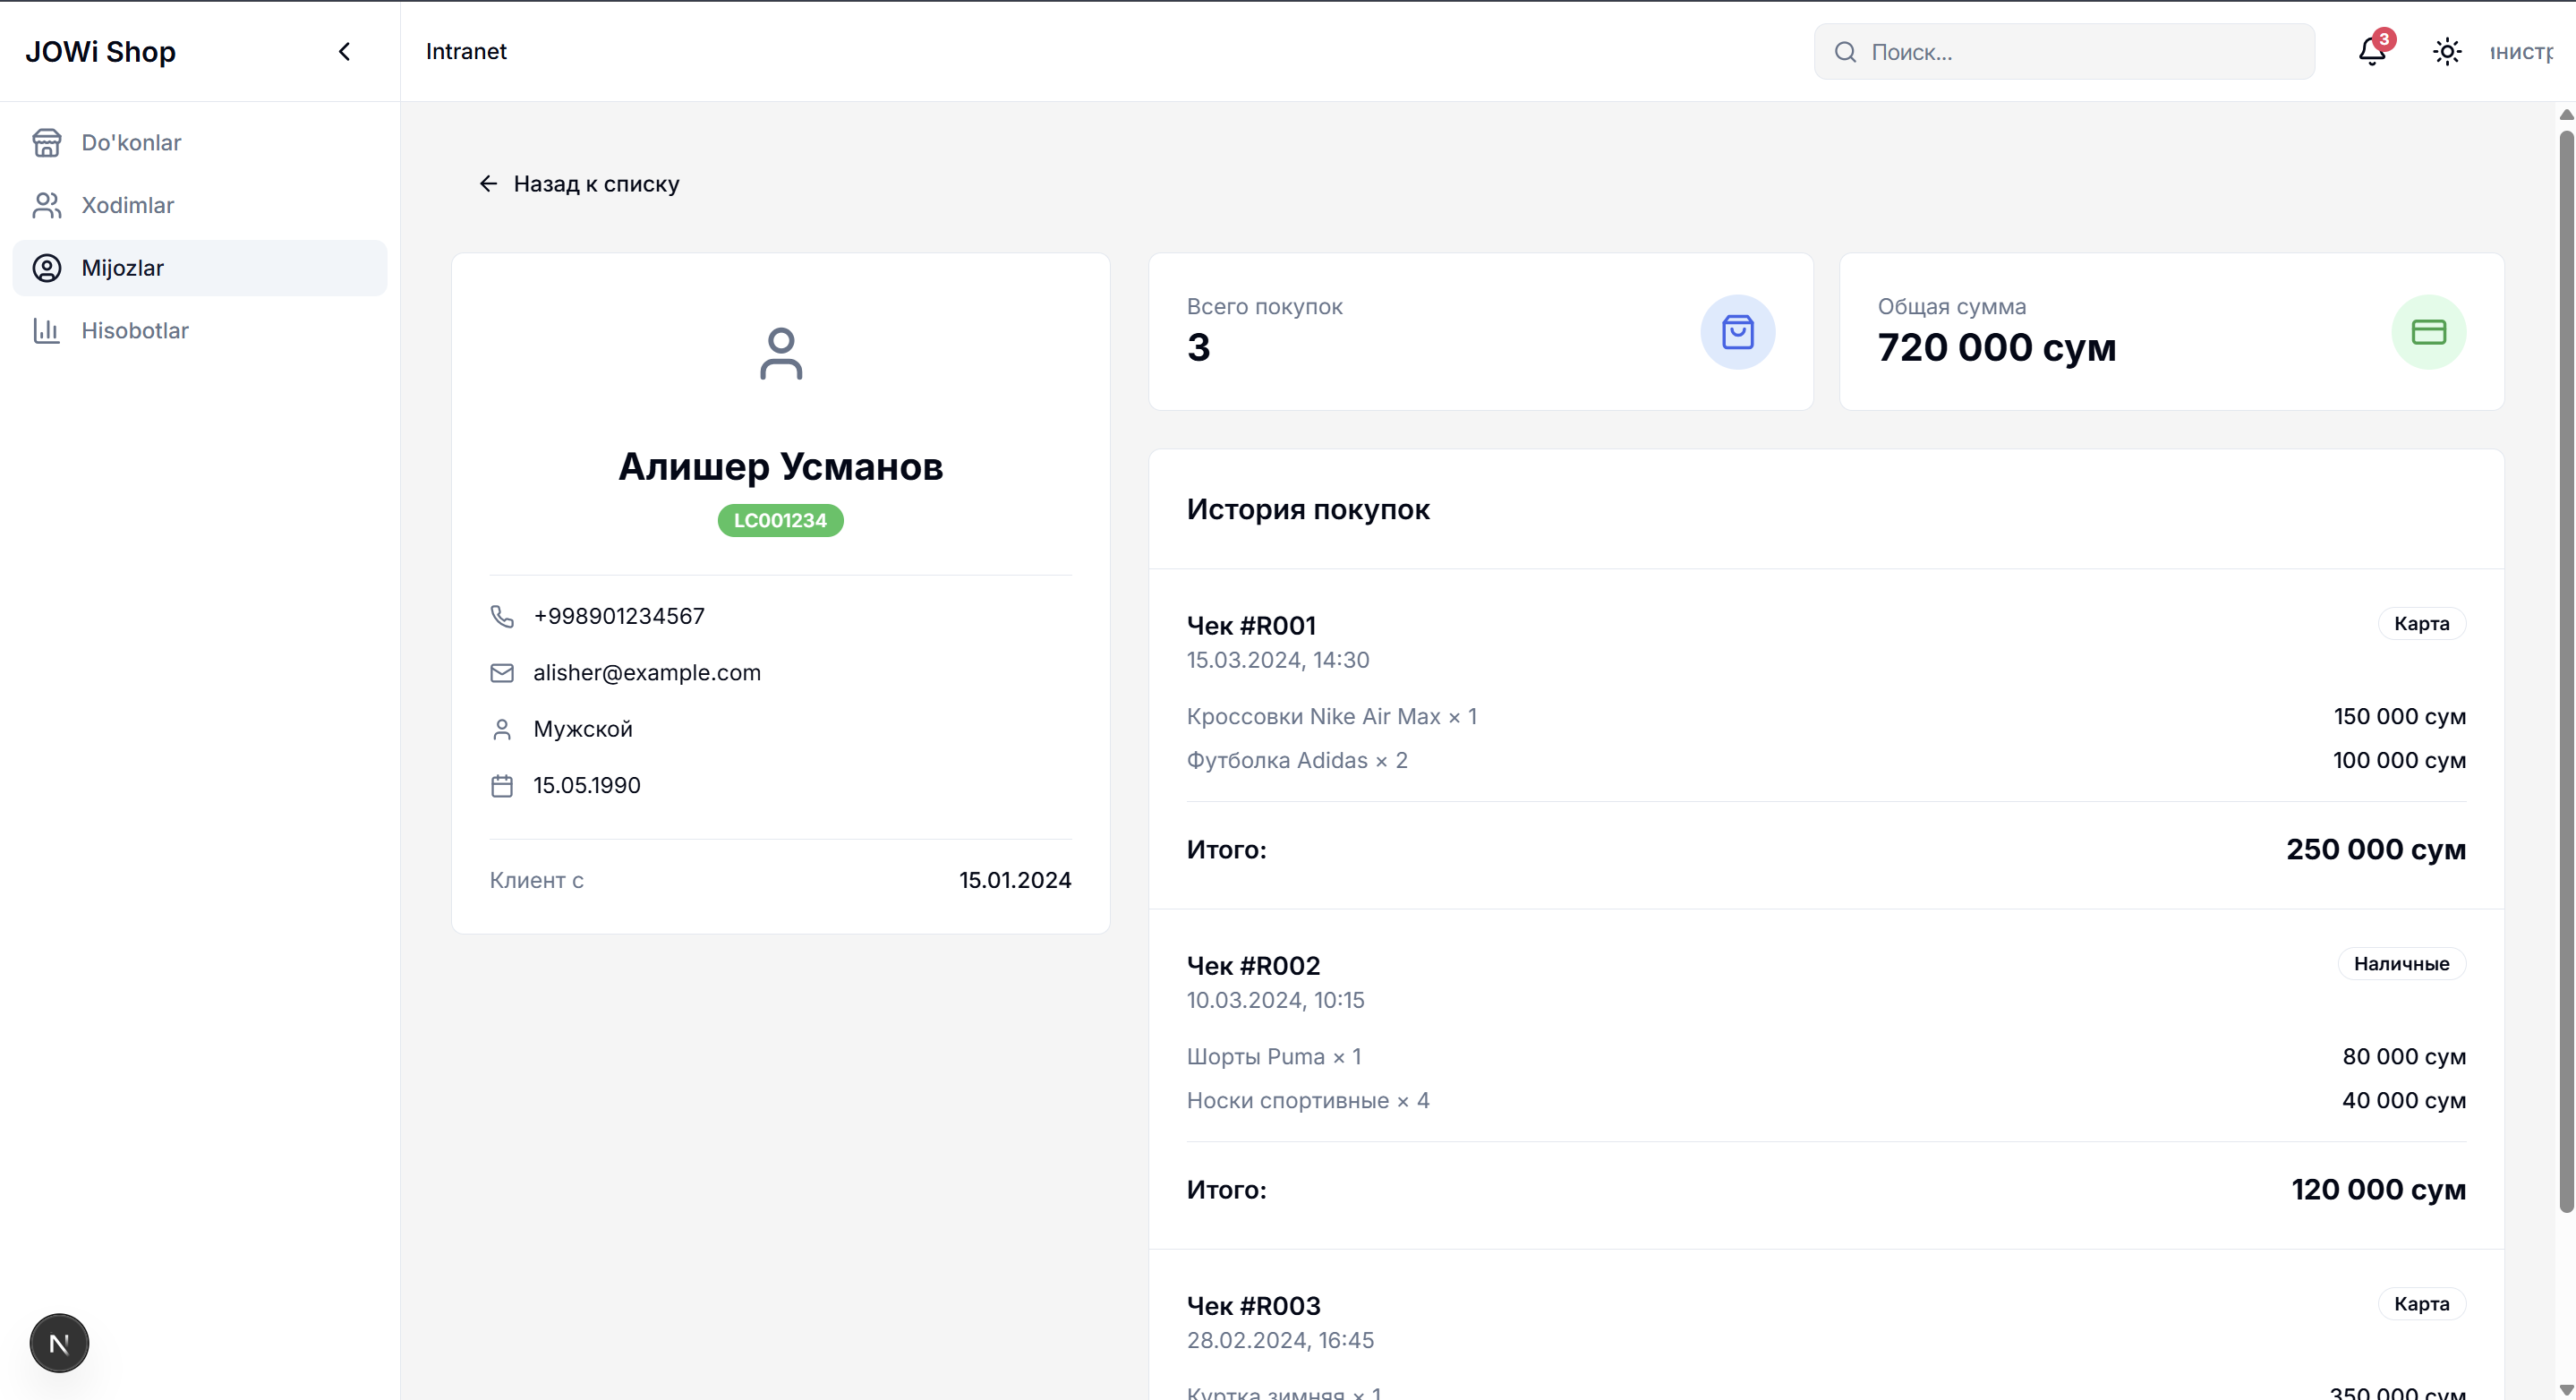 JOWi Shop
Intranet
Поиск...
3
Do'konlar
Xodimlar
Mijozlar
Hisobotlar
Назад к списку
Алишер Усманов
LC001234
+998901234567
alisher@example.com
Мужской
15.05.1990
Клиент с 15.01.2024
Всего покупок
3
Общая сумма
720 000 сум
История покупок
Чек #R001 Карта
15.03.2024, 14:30
Кроссовки Nike Air Max × 1 150 000 сум
Футболка Adidas × 2 100 000 сум
Итого: 250 000 сум
Чек #R002 Наличные
10.03.2024, 10:15
Шорты Puma × 1 80 000 сум
Носки спортивные × 4 40 000 сум
Итого: 120 000 сум
Чек #R003 Карта
28.02.2024, 16:45
Куртка зимняя × 1 350 000 сум
N